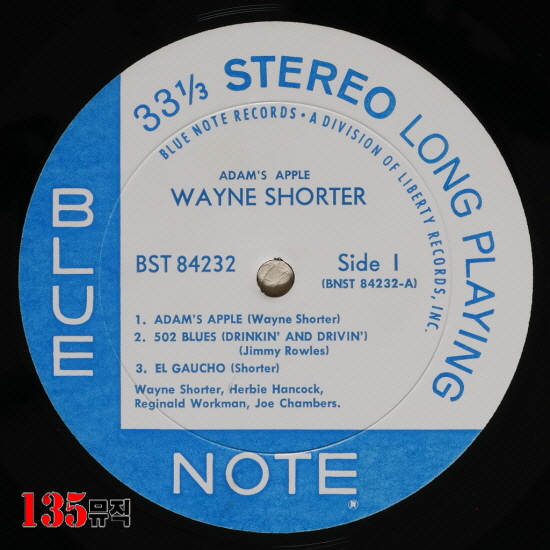 33⅓ STEREO LONG PLAYING
BLUE NOTE RECORDS • A DIVISION OF LIBERTY RECORDS, INC.
ADAM'S APPLE
WAYNE SHORTER
BST 84232
Side 1
(BNST 84232-A)
1. ADAM'S APPLE (Wayne Shorter)
2. 502 BLUES (DRINKIN' AND DRIVIN')
(Jimmy Rowles)
3. EL GAUCHO (Shorter)
Wayne Shorter, Herbie Hancock,
Reginald Workman, Joe Chambers.
BLUE
NOTE
®
135뮤직